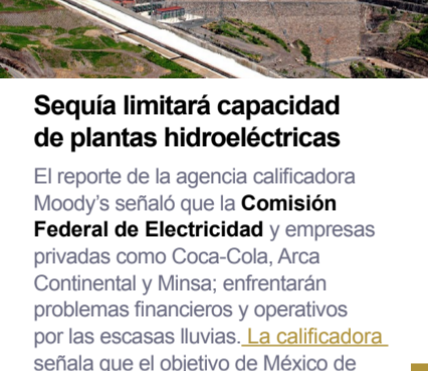 Sequía limitará capacidad
de plantas hidroeléctricas
El reporte de la agencia calificadora
Moody's señaló que la Comisión
Federal de Electricidad y empresas
privadas como Coca-Cola, Arca
Continental y Minsa; enfrentarán
problemas financieros y operativos
por las escasas lluvias. La calificadora
señala que el objetivo de México de